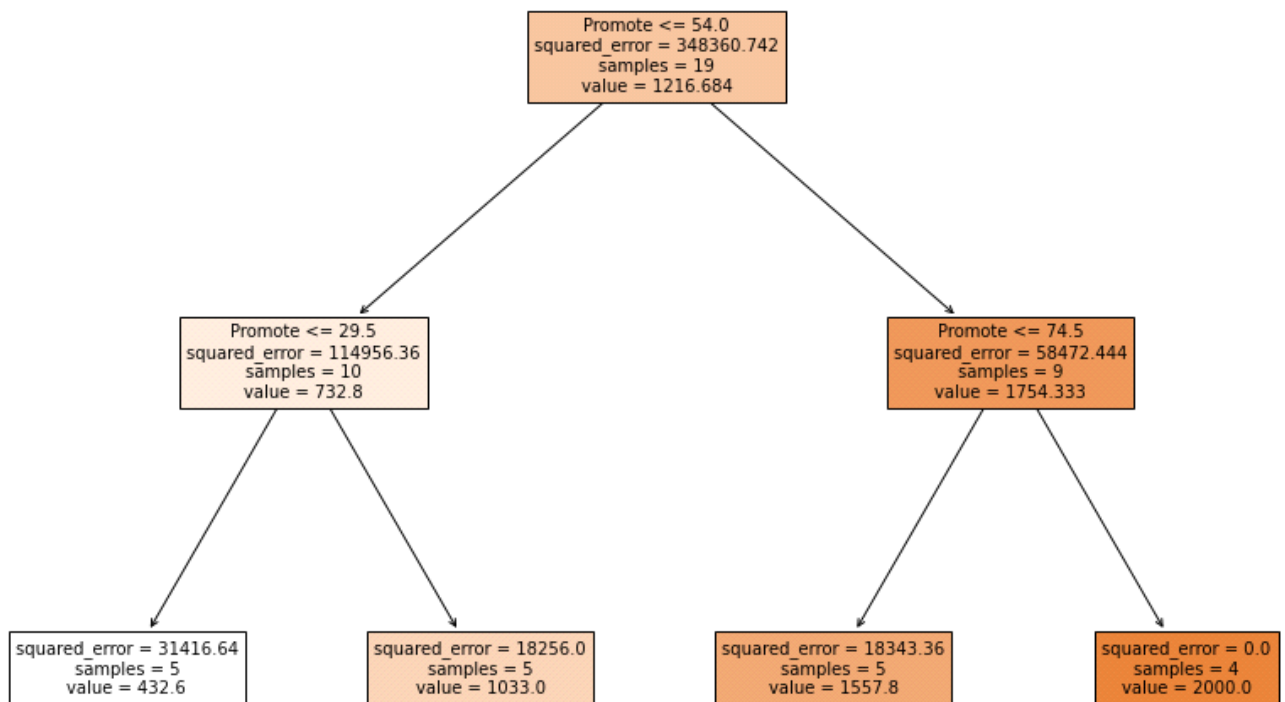 Promote <= 54.0
squared_error = 348360.742
samples = 19
value = 1216.684
Promote <= 29.5
squared_error = 114956.36
samples = 10
value = 732.8
Promote <= 74.5
squared_error = 58472.444
samples = 9
value = 1754.333
squared_error = 31416.64
samples = 5
value = 432.6
squared_error = 18256.0
samples = 5
value = 1033.0
squared_error = 18343.36
samples = 5
value = 1557.8
squared_error = 0.0
samples = 4
value = 2000.0